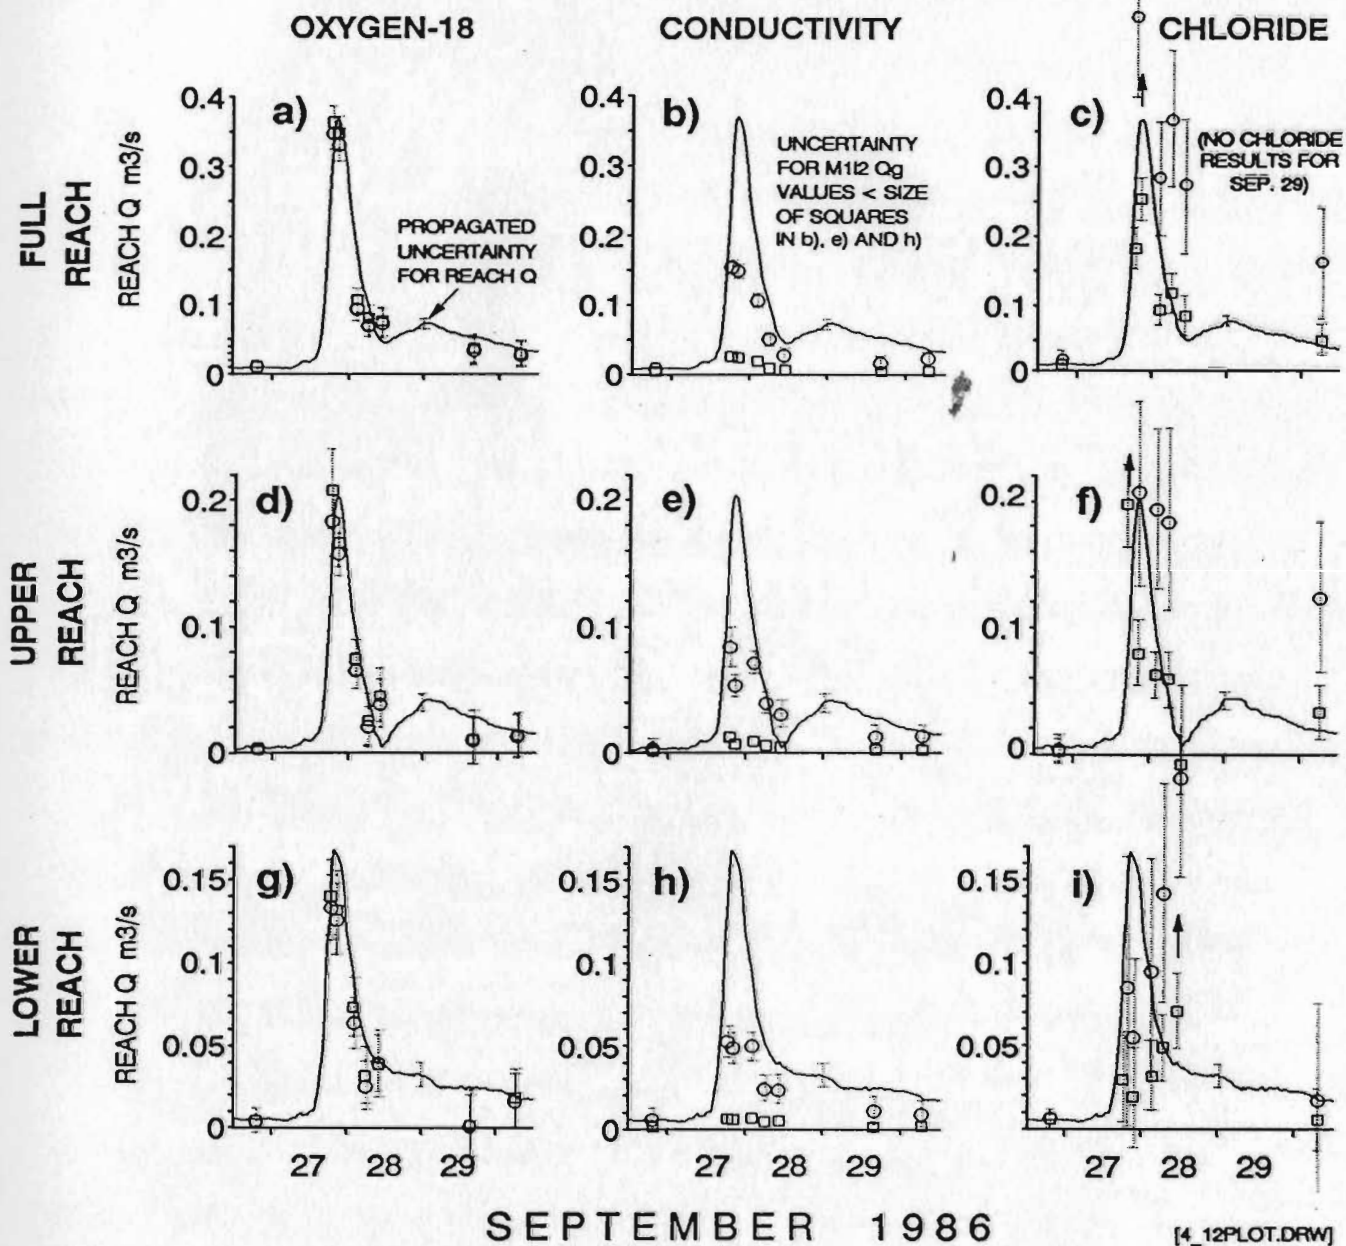 OXYGEN-18 CONDUCTIVITY CHLORIDE
FULL REACH
REACH Q m3/s
0.4
0.3
0.2
0.1
0
a)
PROPAGATED
UNCERTAINTY
FOR REACH Q
0.4
0.3
0.2
0.1
0
b)
UNCERTAINTY
FOR M1I2 Qg
VALUES < SIZE
OF SQUARES
IN b), e) AND h)
0.4
0.3
0.2
0.1
0
c)
(NO CHLORIDE
RESULTS FOR
SEP. 29)
UPPER REACH
REACH Q m3/s
0.2
0.1
0
d)
0.2
0.1
0
e)
0.2
0.1
0
f)
LOWER REACH
REACH Q m3/s
0.15
0.1
0.05
0
g)
0.15
0.1
0.05
0
h)
0.15
0.1
0.05
0
i)
27 28 29 27 28 29 27 28 29
SEPTEMBER 1986
[4_12PLOT.DRW]